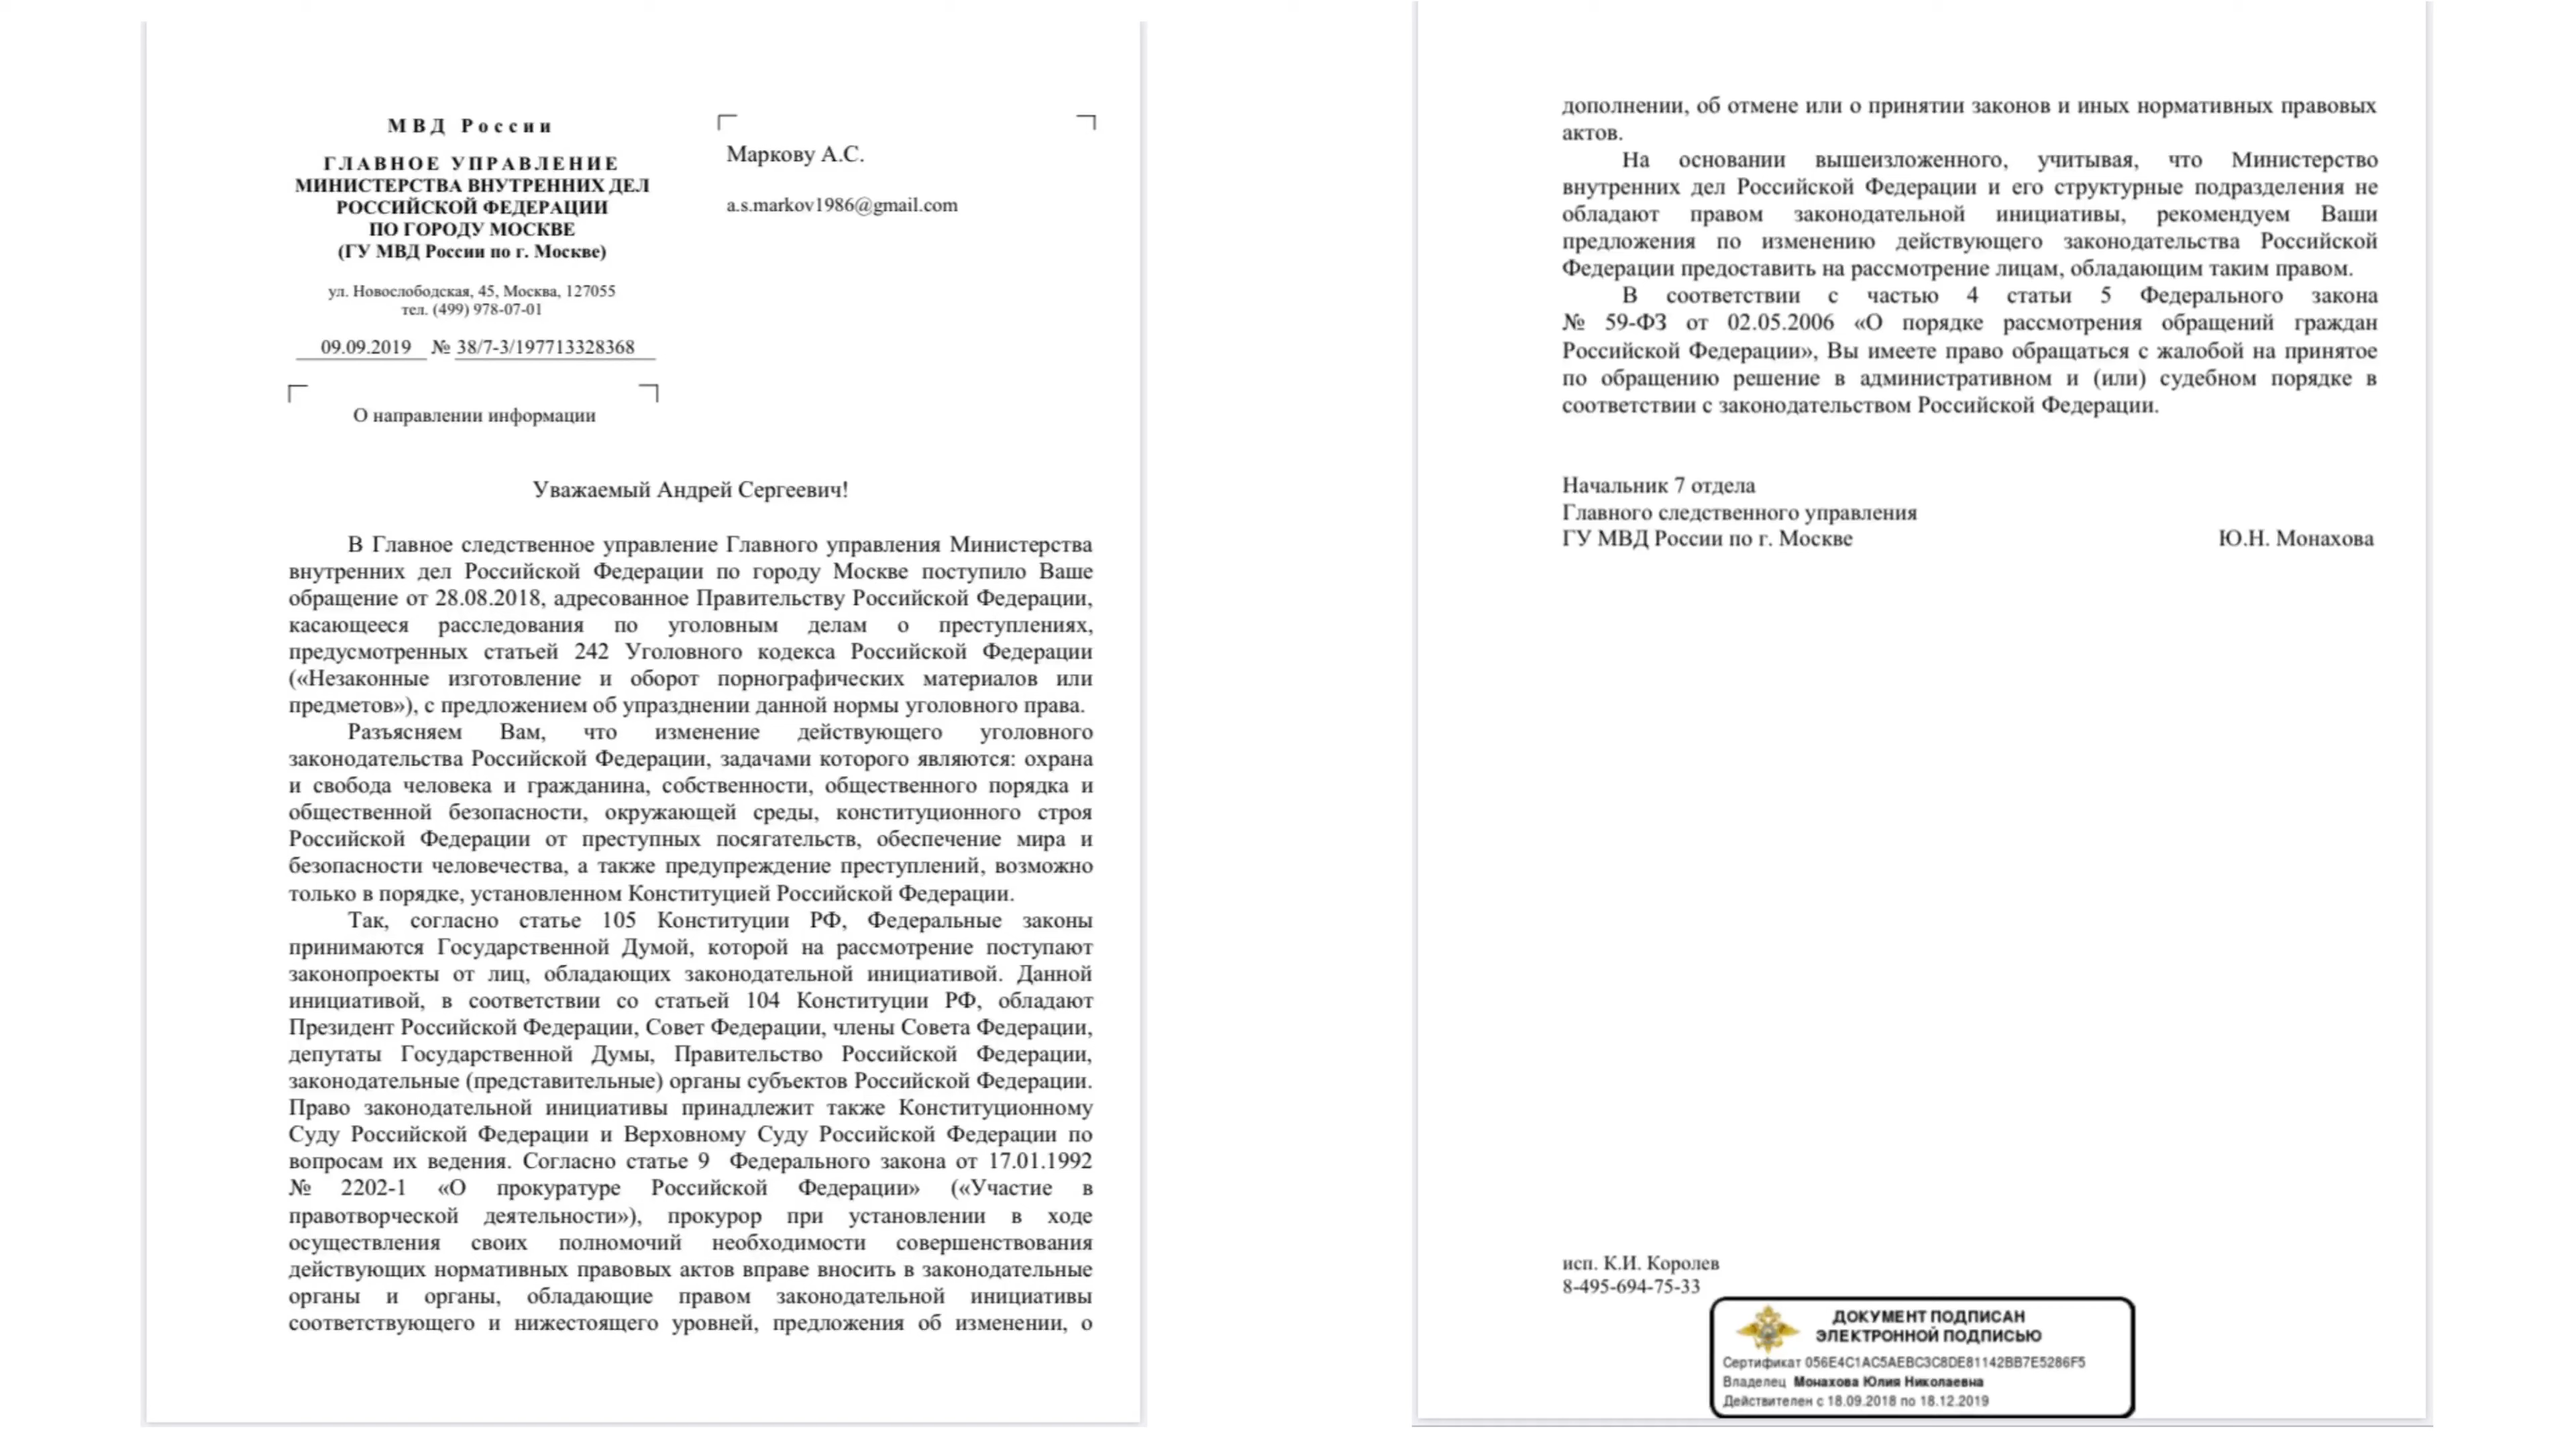 МВД России
ГЛАВНОЕ УПРАВЛЕНИЕ
МИНИСТЕРСТВА ВНУТРЕННИХ ДЕЛ
РОССИЙСКОЙ ФЕДЕРАЦИИ
ПО ГОРОДУ МОСКВЕ
(ГУ МВД России по г. Москве)
ул. Новослободская, 45, Москва, 127055
тел. (499) 978-07-01
09.09.2019 № 38/7-3/197713328368
О направлении информации
Маркову А.С.
a.s.markov1986@gmail.com
Уважаемый Андрей Сергеевич!
В Главное следственное управление Главного управления Министерства
внутренних дел Российской Федерации по городу Москве поступило Ваше
обращение от 28.08.2018, адресованное Правительству Российской Федерации,
касающееся расследования по уголовным делам о преступлениях,
предусмотренных статьей 242 Уголовного кодекса Российской Федерации
(«Незаконные изготовление и оборот порнографических материалов или
предметов»), с предложением об упразднении данной нормы уголовного права.
Разъясняем Вам, что изменение действующего уголовного
законодательства Российской Федерации, задачами которого являются: охрана
и свобода человека и гражданина, собственности, общественного порядка и
общественной безопасности, окружающей среды, конституционного строя
Российской Федерации от преступных посягательств, обеспечение мира и
безопасности человечества, а также предупреждение преступлений, возможно
только в порядке, установленном Конституцией Российской Федерации.
Так, согласно статье 105 Конституции РФ, Федеральные законы
принимаются Государственной Думой, которой на рассмотрение поступают
законопроекты от лиц, обладающих законодательной инициативой. Данной
инициативой, в соответствии со статьей 104 Конституции РФ, обладают
Президент Российской Федерации, Совет Федерации, члены Совета Федерации,
депутаты Государственной Думы, Правительство Российской Федерации,
законодательные (представительные) органы субъектов Российской Федерации.
Право законодательной инициативы принадлежит также Конституционному
Суду Российской Федерации и Верховному Суду Российской Федерации по
вопросам их ведения. Согласно статье 9 Федерального закона от 17.01.1992
№ 2202-1 «О прокуратуре Российской Федерации» («Участие в
правотворческой деятельности»), прокурор при установлении в ходе
осуществления своих полномочий необходимости совершенствования
действующих нормативных правовых актов вправе вносить в законодательные
органы и органы, обладающие правом законодательной инициативы
соответствующего и нижестоящего уровней, предложения об изменении, о
дополнении, об отмене или о принятии законов и иных нормативных правовых
актов.
На основании вышеизложенного, учитывая, что Министерство
внутренних дел Российской Федерации и его структурные подразделения не
обладают правом законодательной инициативы, рекомендуем Ваши
предложения по изменению действующего законодательства Российской
Федерации предоставить на рассмотрение лицам, обладающим таким правом.
В соответствии с частью 4 статьи 5 Федерального закона
№ 59-ФЗ от 02.05.2006 «О порядке рассмотрения обращений граждан
Российской Федерации», Вы имеете право обращаться с жалобой на принятое
по обращению решение в административном и (или) судебном порядке в
соответствии с законодательством Российской Федерации.
Начальник 7 отдела
Главного следственного управления
ГУ МВД России по г. Москве Ю.Н. Монахова
исп. К.И. Королев
8-495-694-75-33
ДОКУМЕНТ ПОДПИСАН
ЭЛЕКТРОННОЙ ПОДПИСЬЮ
Сертификат 056E4C1AC5AEBC3C8DE81142BB7E5286F5
Владелец Монахова Юлия Николаевна
Действителен с 18.09.2018 по 18.12.2019